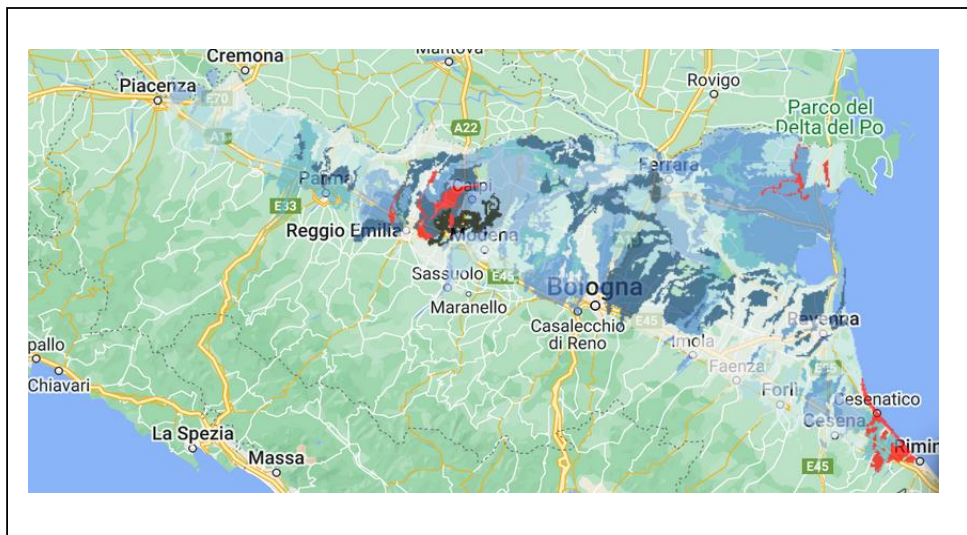 Cremona
Mantova
Piacenza
E70
Rovigo
Parco del
Delta del Po
A22
A1
Ferrara
Parma
Carpi
E33
Reggio Emilia
Modena
Sassuolo
E45
Maranello
Bologna
Casalecchio
di Reno
E45
Ravenna
Imola
Faenza
Forlì
Cesenatico
Cesena
E45
Rimin
pallo
Chiavari
La Spezia
Massa